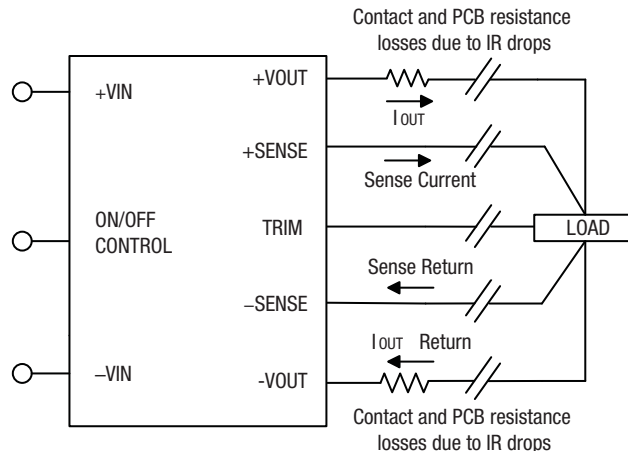 Contact and PCB resistance
losses due to IR drops
+VOUT
+VIN
IOUT
+SENSE
Sense Current
ON/OFF
CONTROL
TRIM
LOAD
Sense Return
−SENSE
IOUT Return
−VIN
-VOUT
Contact and PCB resistance
losses due to IR drops